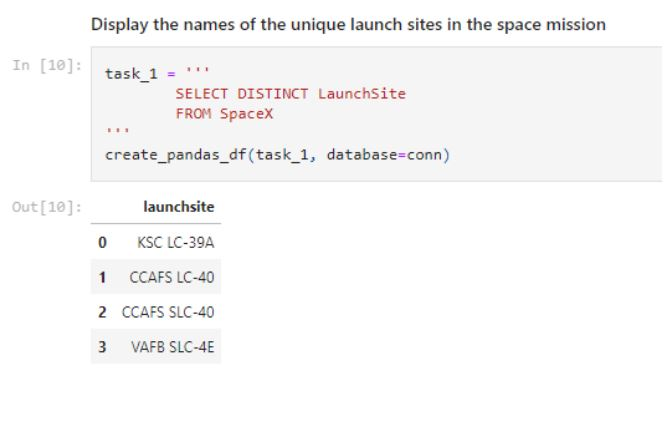 Display the names of the unique launch sites in the space mission
In [10]:
task_1 = '''
SELECT DISTINCT LaunchSite
FROM SpaceX
'''
create_pandas_df(task_1, database=conn)
Out[10]:
launchsite
0 KSC LC-39A
1 CCAFS LC-40
2 CCAFS SLC-40
3 VAFB SLC-4E